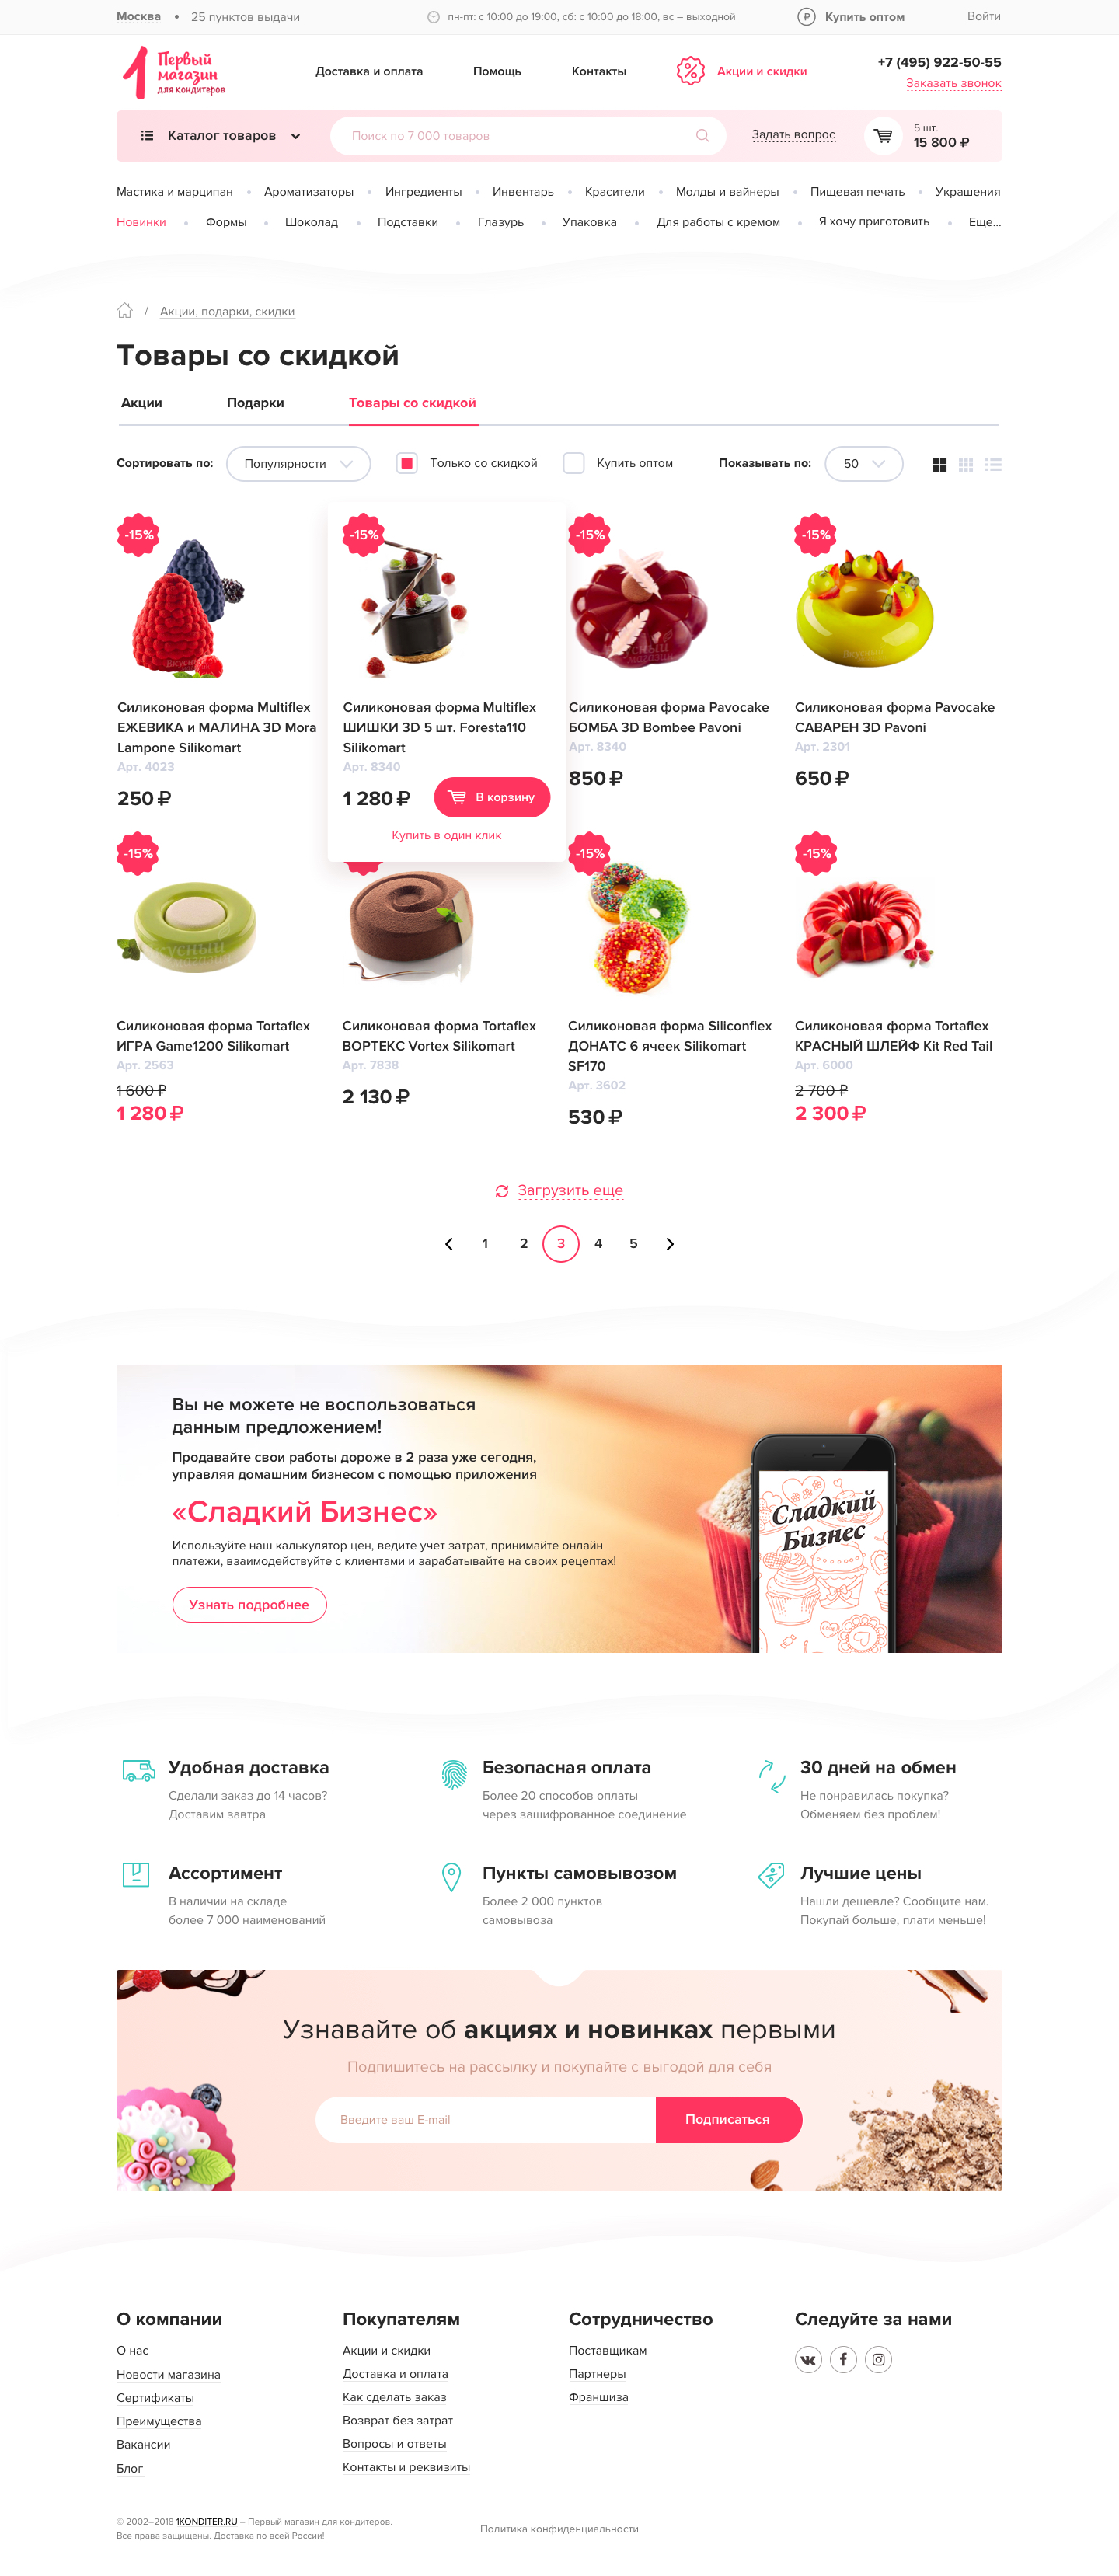 Москва • 25 пунктов выдачи
пн-пт: с 10:00 до 19:00, сб: с 10:00 до 18:00, вс – выходной
Купить оптом
Войти
Первый
магазин
для кондитеров
Доставка и оплата
Помощь
Контакты
Акции и скидки
+7 (495) 922-50-55
Заказать звонок
Каталог товаров
Поиск по 7 000 товаров
Задать вопрос
5 шт.
15 800 ₽
Мастика и марципан • Ароматизаторы • Ингредиенты • Инвентарь • Красители • Молды и вайнеры • Пищевая печать • Украшения
Новинки • Формы • Шоколад • Подставки • Глазурь • Упаковка • Для работы с кремом • Я хочу приготовить • Еще...
/ Акции, подарки, скидки
Товары со скидкой
Акции
Подарки
Товары со скидкой
Сортировать по:
Популярности
Только со скидкой
Купить оптом
Показывать по:
50
-15%
Силиконовая форма Multiflex
ЕЖЕВИКА и МАЛИНА 3D Mora
Lampone Silikomart
Арт. 4023
250 ₽
-15%
Силиконовая форма Multiflex
ШИШКИ 3D 5 шт. Foresta110
Silikomart
Арт. 8340
1 280 ₽
В корзину
Купить в один клик
-15%
Силиконовая форма Pavocake
БОМБА 3D Bombee Pavoni
Арт. 8340
850 ₽
-15%
Силиконовая форма Pavocake
САВАРЕН 3D Pavoni
Арт. 2301
650 ₽
-15%
Силиконовая форма Tortaflex
ИГРА Game1200 Silikomart
Арт. 2563
1 600 ₽
1 280 ₽
Силиконовая форма Tortaflex
ВОРТЕКС Vortex Silikomart
Арт. 7838
2 130 ₽
-15%
Силиконовая форма Siliconflex
ДОНАТС 6 ячеек Silikomart
SF170
Арт. 3602
530 ₽
-15%
Силиконовая форма Tortaflex
КРАСНЫЙ ШЛЕЙФ Kit Red Tail
Арт. 6000
2 700 ₽
2 300 ₽
Загрузить еще
1 2 3 4 5
Вы не можете не воспользоваться
данным предложением!
Продавайте свои работы дороже в 2 раза уже сегодня,
управляя домашним бизнесом с помощью приложения
«Сладкий Бизнес»
Используйте наш калькулятор цен, ведите учет затрат, принимайте онлайн
платежи, взаимодействуйте с клиентами и зарабатывайте на своих рецептах!
Узнать подробнее
Сладкий
Бизнес
Удобная доставка
Сделали заказ до 14 часов?
Доставим завтра
Безопасная оплата
Более 20 способов оплаты
через зашифрованное соединение
30 дней на обмен
Не понравилась покупка?
Обменяем без проблем!
Ассортимент
В наличии на складе
более 7 000 наименований
Пункты самовывозом
Более 2 000 пунктов
самовывоза
Лучшие цены
Нашли дешевле? Сообщите нам.
Покупай больше, плати меньше!
Узнавайте об акциях и новинках первыми
Подпишитесь на рассылку и покупайте с выгодой для себя
Введите ваш E-mail
Подписаться
О компании
О нас
Новости магазина
Сертификаты
Преимущества
Вакансии
Блог
Покупателям
Акции и скидки
Доставка и оплата
Как сделать заказ
Возврат без затрат
Вопросы и ответы
Контакты и реквизиты
Сотрудничество
Поставщикам
Партнеры
Франшиза
Следуйте за нами
© 2002–2018 1KONDITER.RU – Первый магазин для кондитеров.
Все права защищены. Доставка по всей России!
Политика конфиденциальности